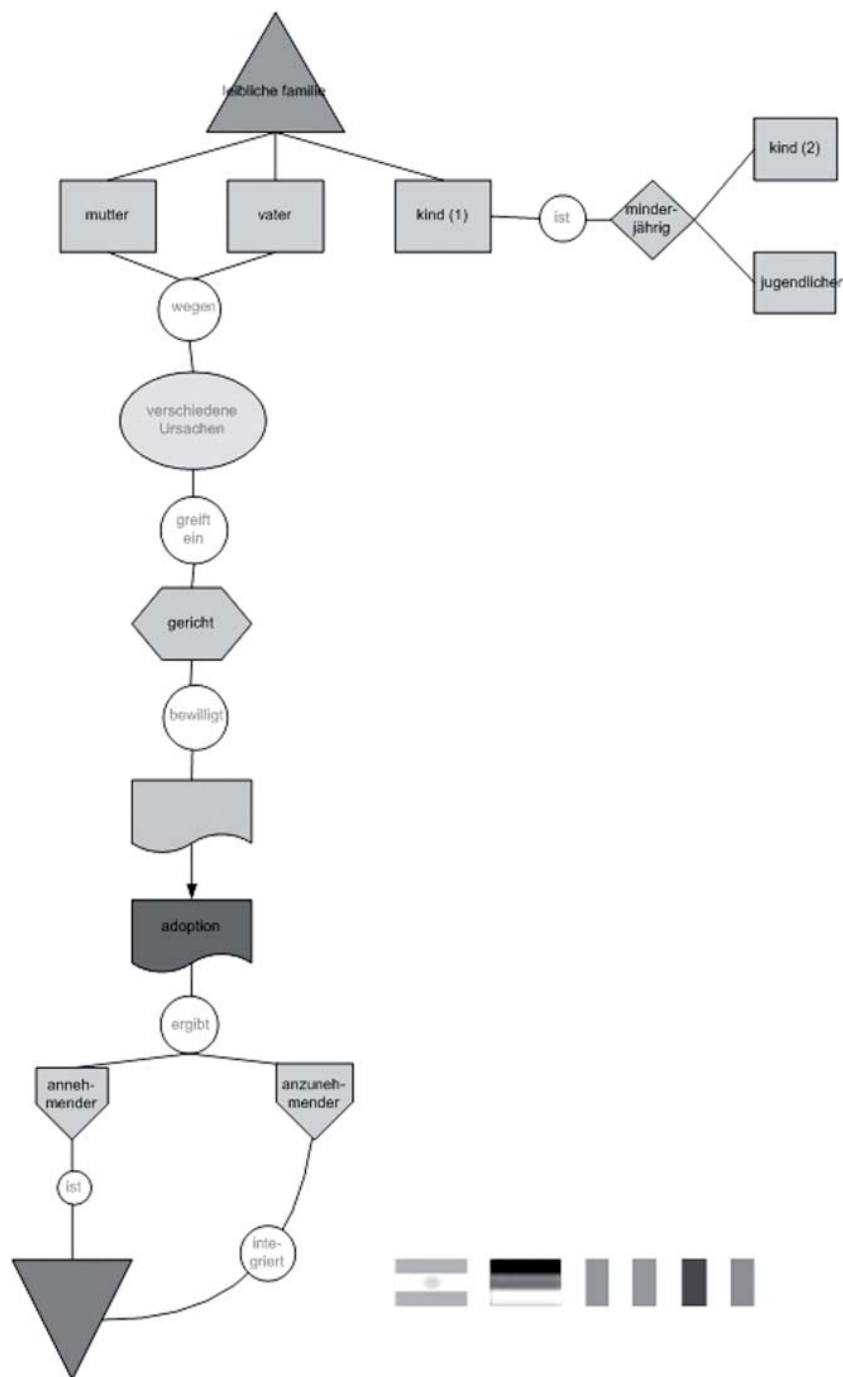 leibliche familie
mutter
vater
kind (1)
ist
minder-
jährig
kind (2)
jugendlicher
wegen
verschiedene
Ursachen
greift
ein
gericht
bewilligt
adoption
ergibt
anneh-
mender
anzuneh-
mender
ist
inte-
griert